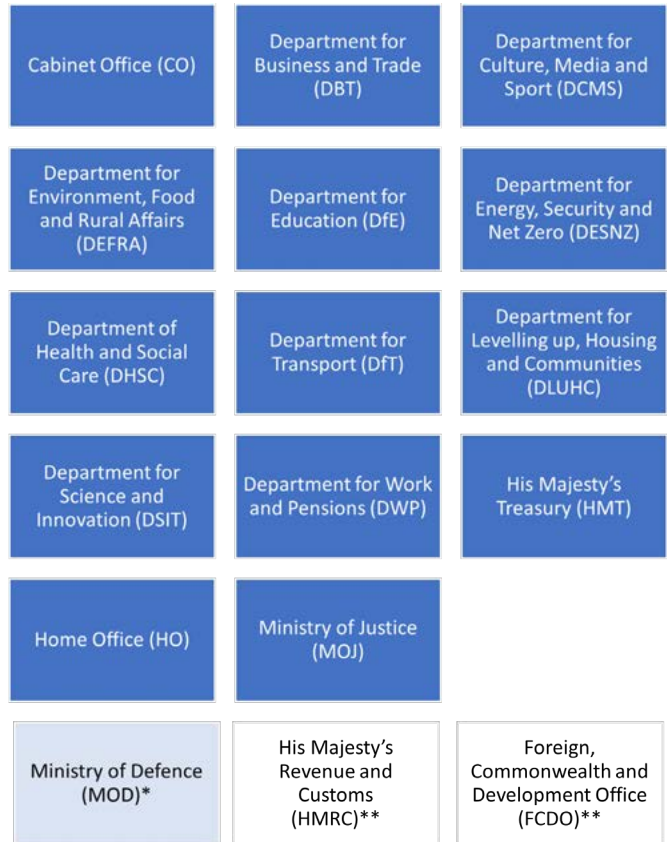 Cabinet Office (CO)
Department for
Business and Trade
(DBT)
Department for
Culture, Media and
Sport (DCMS)
Department for
Environment, Food
and Rural Affairs
(DEFRA)
Department for
Education (DfE)
Department for
Energy, Security and
Net Zero (DESNZ)
Department of
Health and Social
Care (DHSC)
Department for
Transport (DfT)
Department for
Levelling up, Housing
and Communities
(DLUHC)
Department for
Science and
Innovation (DSIT)
Department for Work
and Pensions (DWP)
His Majesty's
Treasury (HMT)
Home Office (HO)
Ministry of Justice
(MOJ)
Ministry of Defence
(MOD)*
His Majesty's
Revenue and
Customs
(HMRC)**
Foreign,
Commonwealth and
Development Office
(FCDO)**